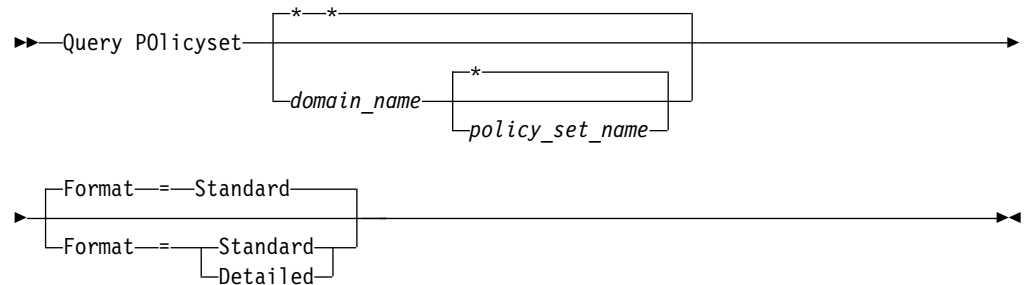 * *
Query POlicyset
*
domain_name
policy_set_name
Format = Standard
Format = Standard
Detailed